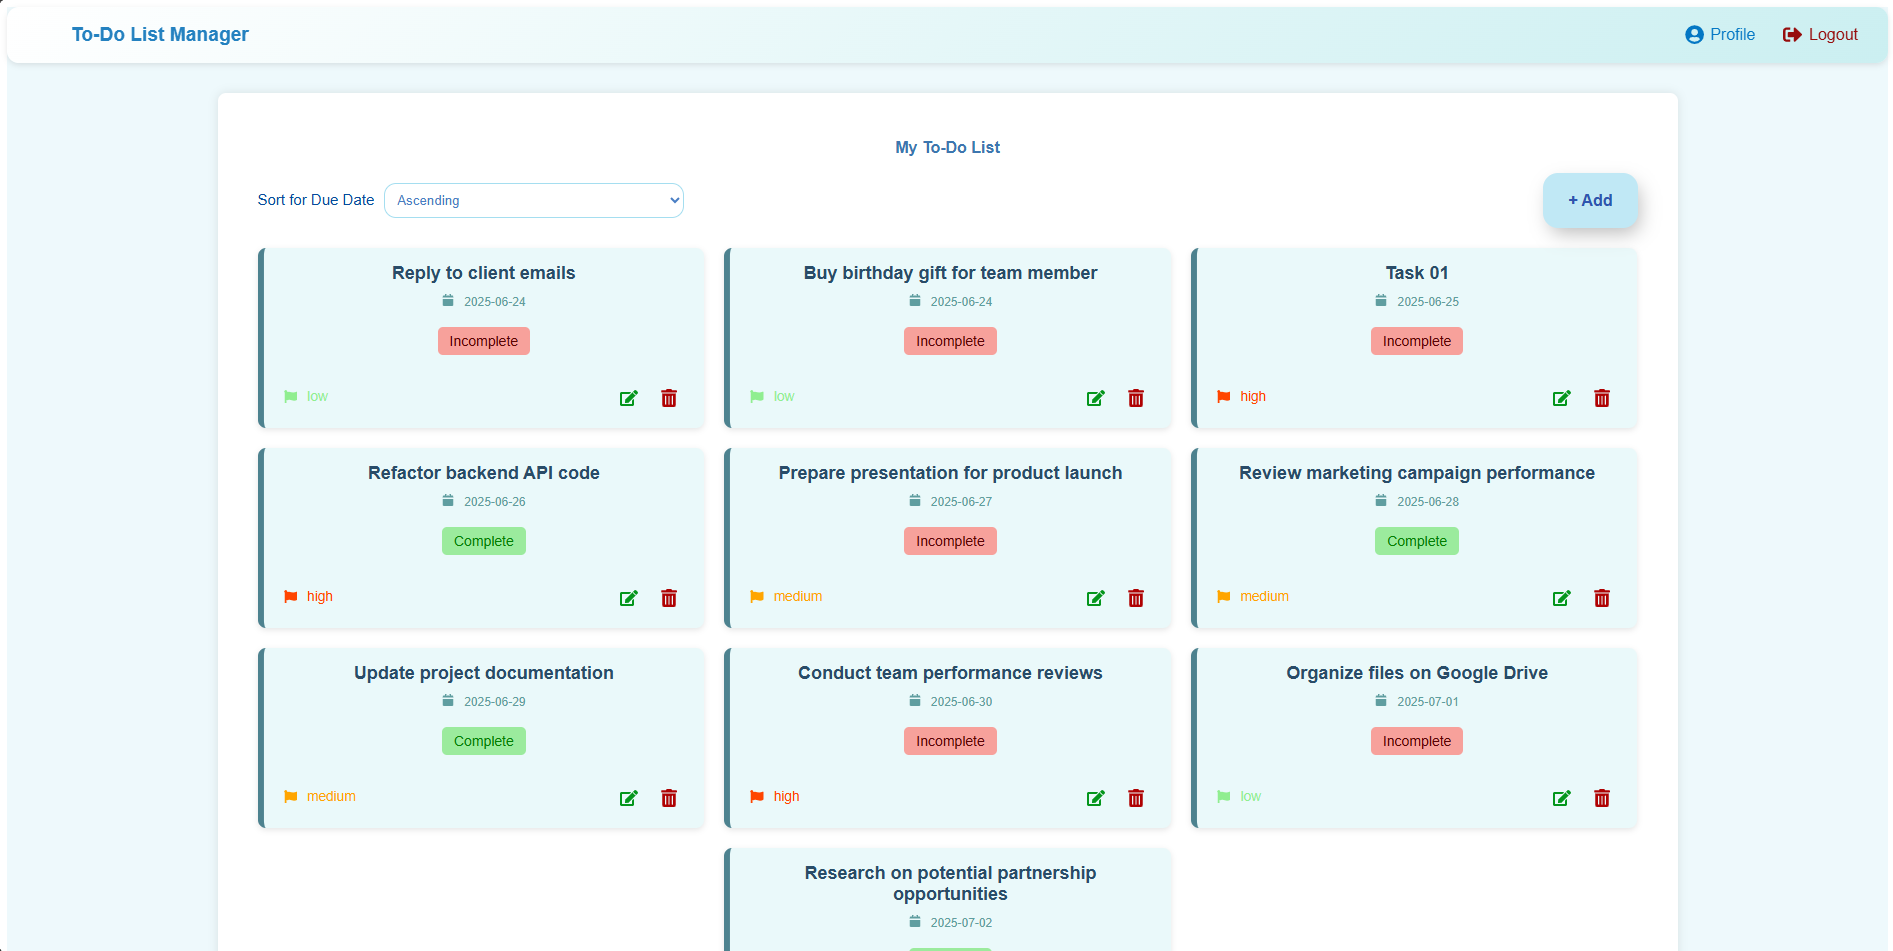 To-Do List Manager
Profile
Logout
My To-Do List
Sort for Due Date
Ascending
+ Add
Reply to client emails
2025-06-24
Incomplete
low
Buy birthday gift for team member
2025-06-24
Incomplete
low
Task 01
2025-06-25
Incomplete
high
Refactor backend API code
2025-06-26
Complete
high
Prepare presentation for product launch
2025-06-27
Incomplete
medium
Review marketing campaign performance
2025-06-28
Complete
medium
Update project documentation
2025-06-29
Complete
medium
Conduct team performance reviews
2025-06-30
Incomplete
high
Organize files on Google Drive
2025-07-01
Incomplete
low
Research on potential partnership
opportunities
2025-07-02